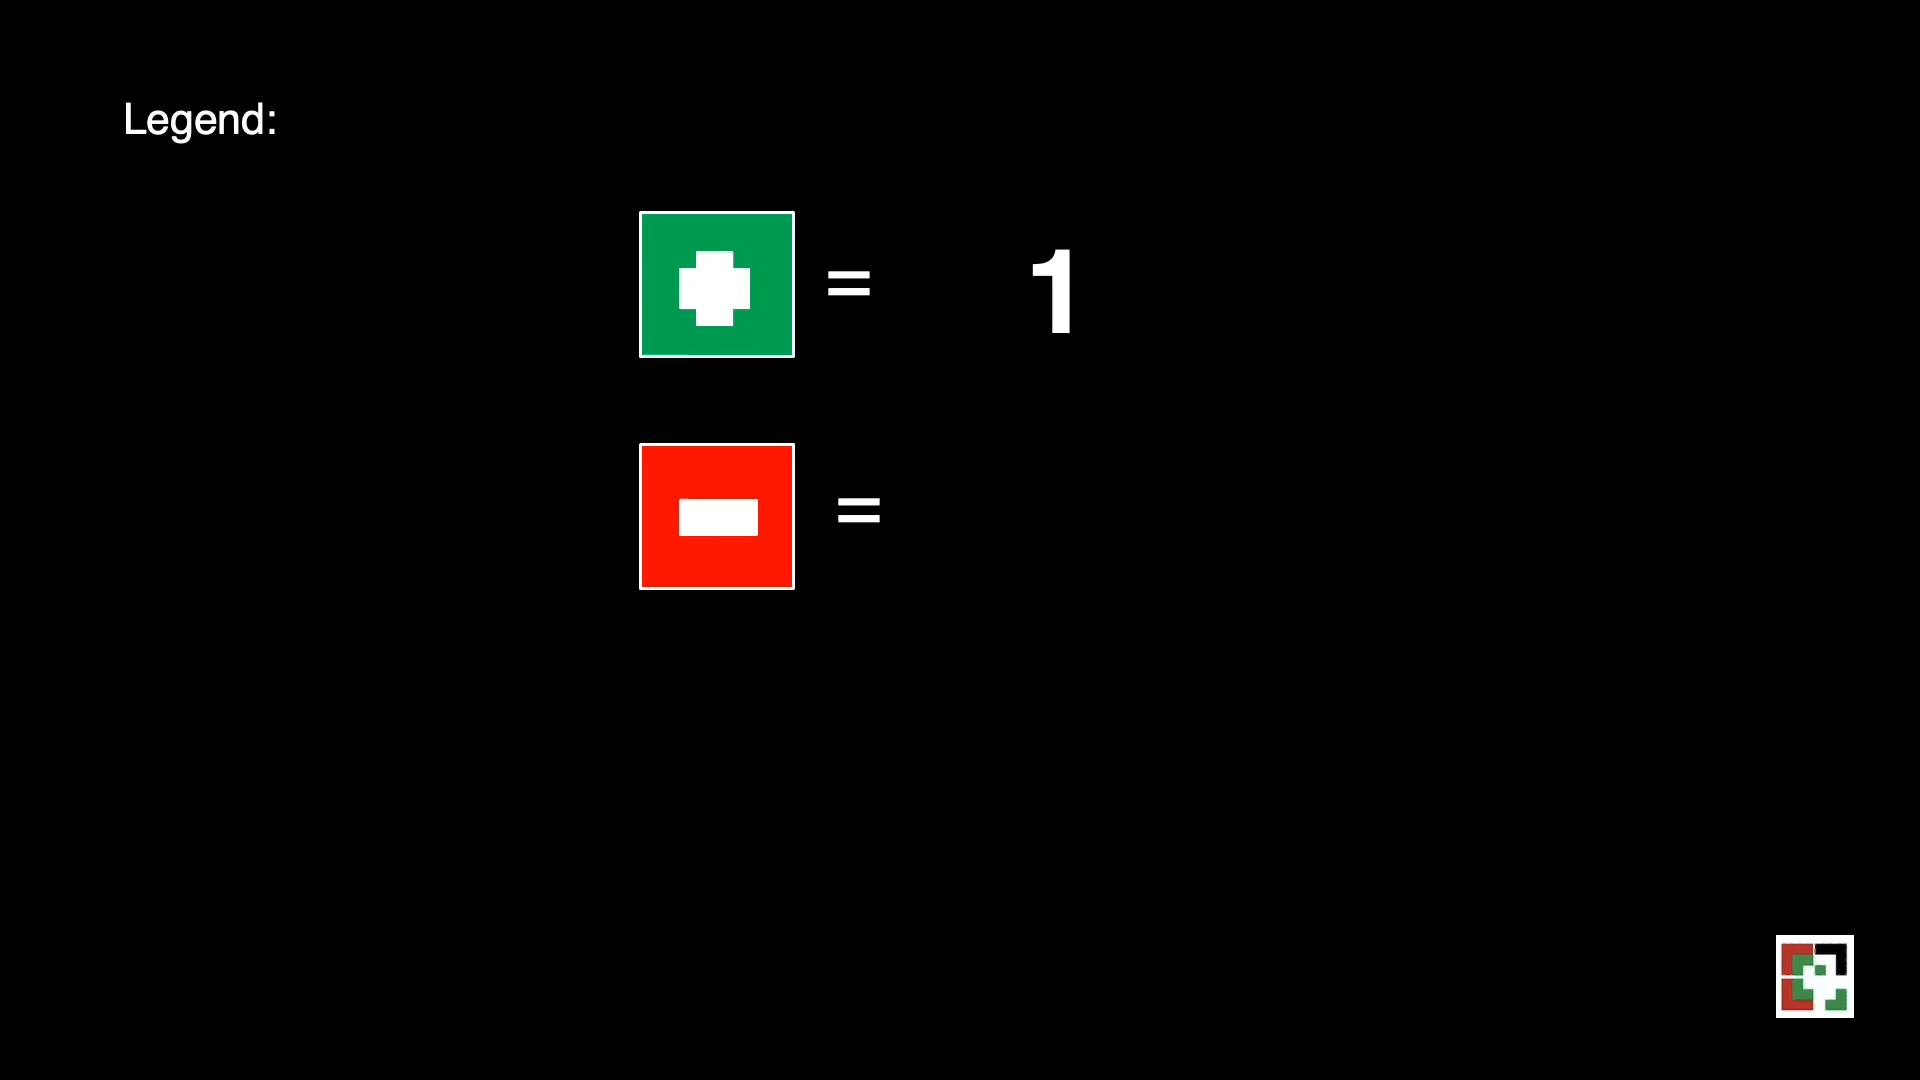 Legend:
+ = 1
- =